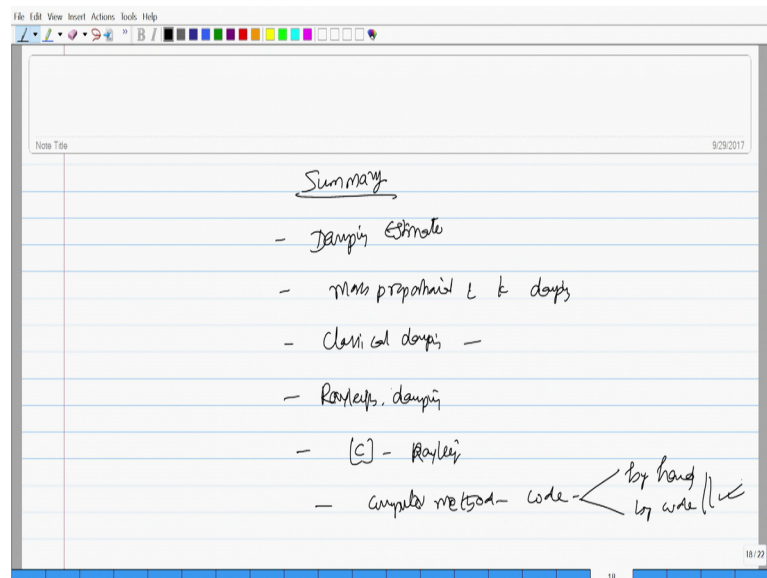 File Edit View Insert Actions Tools Help
B I
Note Title 9/29/2017
Summary
- Damping Estimate
- Mass proportional & k damping
- Classical damping -
- Rayleigh damping
- [C] - Rayleigh
- computer method - code - by hand
by code
18 / 22
18